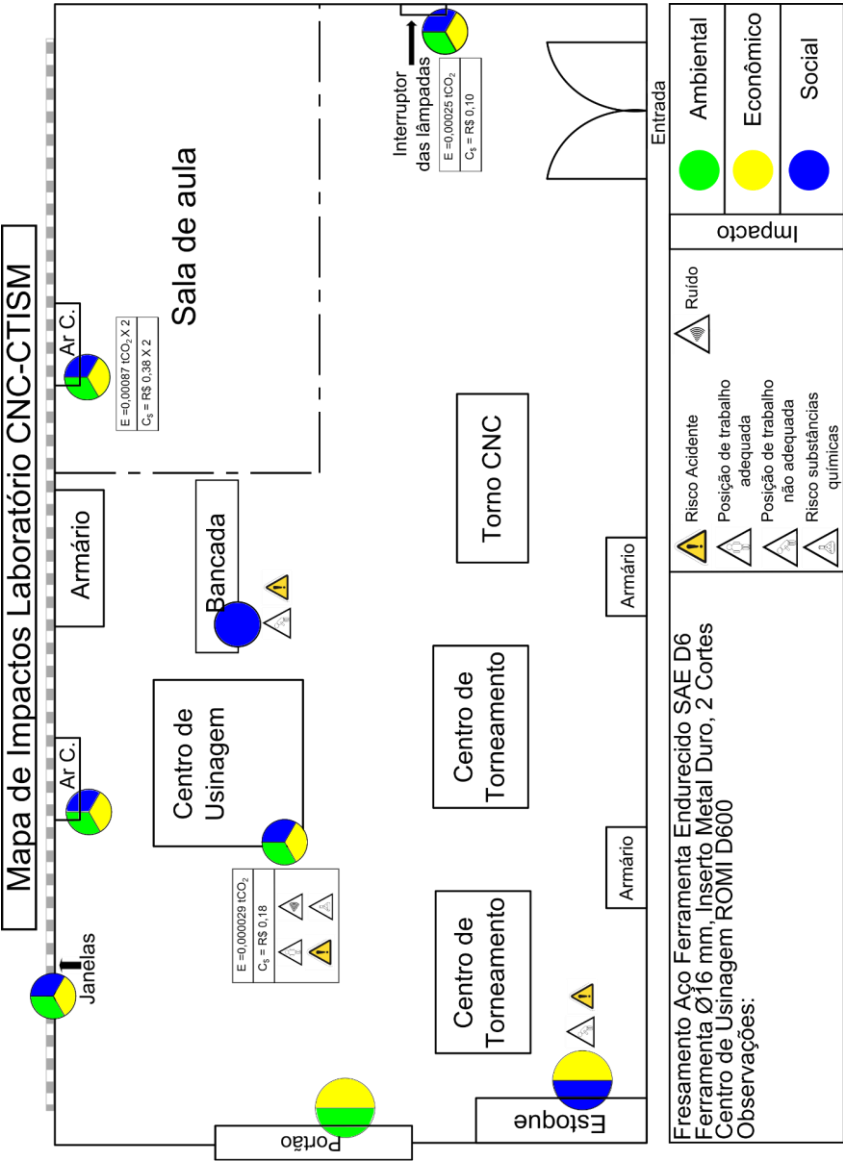 Mapa de Impactos Laboratório CNC-CTISM
Janelas
Ar C.
Armário
Ar C.
E =0,00087 tCO₂ X 2
C$ = R$ 0,38 X 2
Sala de aula
Interruptor
das lâmpadas
E =0,00025 tCO₂
C$ = R$ 0,10
Centro de
Usinagem
E =0,000029 tCO₂
C$ = R$ 0,18
Bancada
Portão
Estoque
Centro de
Torneamento
Centro de
Torneamento
Torno CNC
Armário
Armário
Entrada
Fresamento Aço Ferramenta Endurecido SAE D6
Ferramenta Ø16 mm, Inserto Metal Duro, 2 Cortes
Centro de Usinagem ROMI D600
Observações:
Risco Acidente
Posição de trabalho
adequada
Posição de trabalho
não adequada
Risco substâncias
químicas
Ruído
Impacto
Ambiental
Econômico
Social